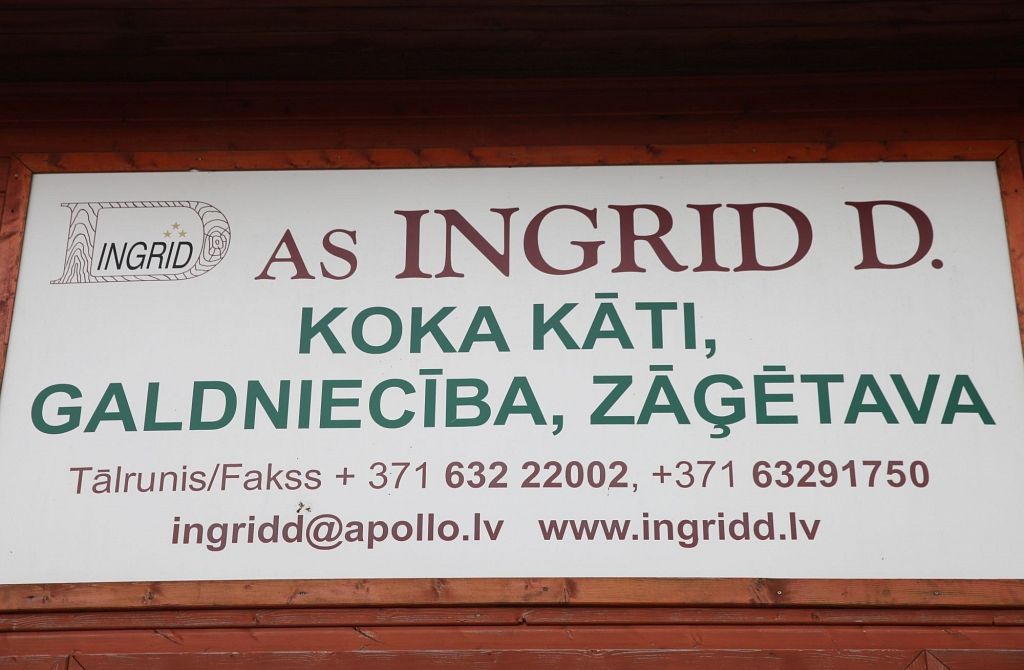 INGRID AS INGRID D.
KOKA KĀTI,
GALDNIECĪBA, ZĀĢĒTAVA
Tālrunis/Fakss + 371 632 22002, +371 63291750
ingridd@apollo.lv www.ingridd.lv